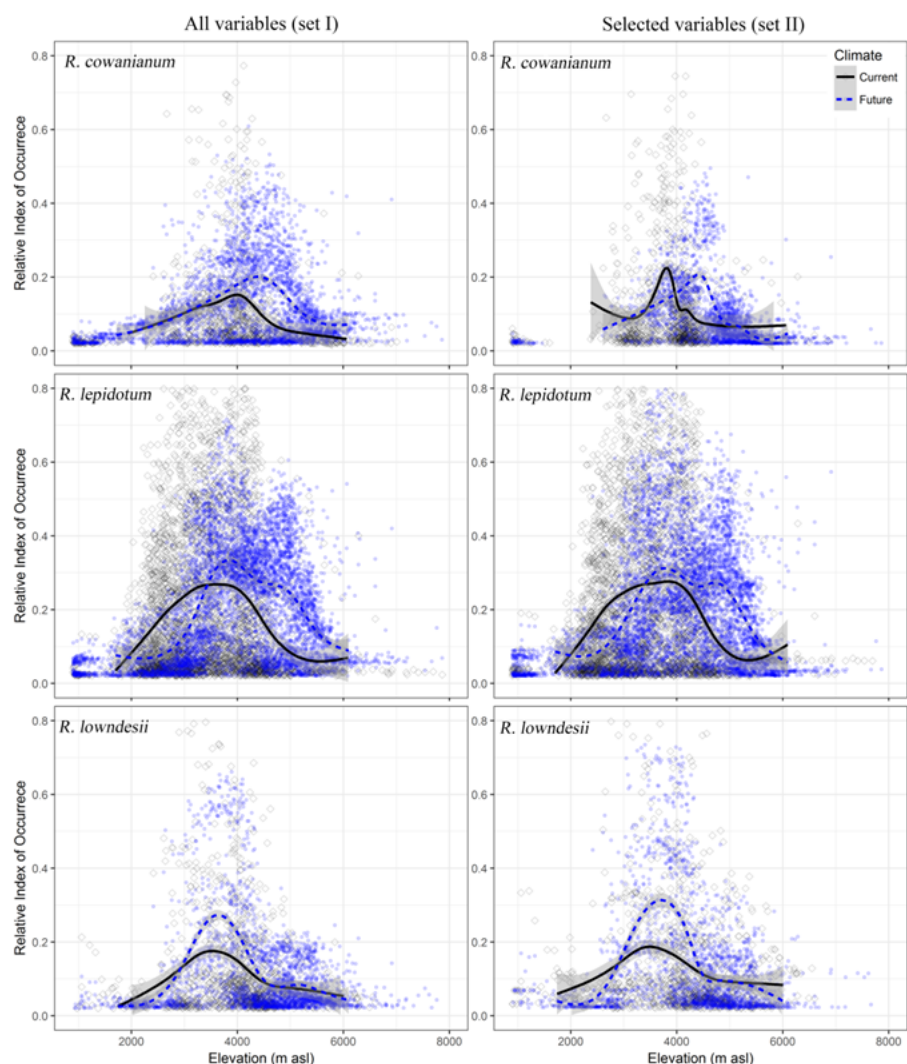 All variables (set I)
Selected variables (set II)
R. cowanianum
R. cowanianum
Climate
Current
Future
0.8
0.6
0.4
0.2
0.0
Relative Index of Occurrece
R. lepidotum
R. lepidotum
0.8
0.6
0.4
0.2
0.0
Relative Index of Occurrece
R. lowndesii
R. lowndesii
0.8
0.6
0.4
0.2
0.0
Relative Index of Occurrece
2000 4000 6000 8000
2000 4000 6000 8000
Elevation (m asl)
Elevation (m asl)